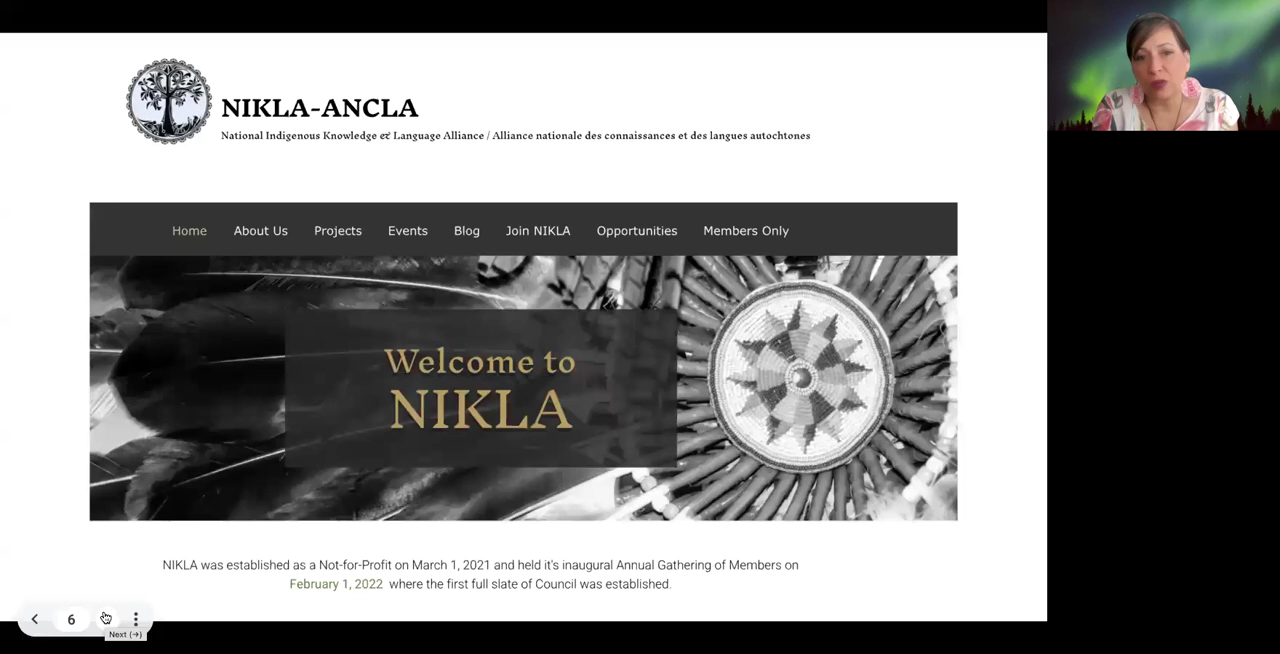 NIKLA-ANCLA
National Indigenous Knowledge & Language Alliance / Alliance nationale des connaissances et des langues autochtones
Home About Us Projects Events Blog Join NIKLA Opportunities Members Only
Welcome to
NIKLA
NIKLA was established as a Not-for-Profit on March 1, 2021 and held it's inaugural Annual Gathering of Members on
February 1, 2022 where the first full slate of Council was established.
6
Next (→)